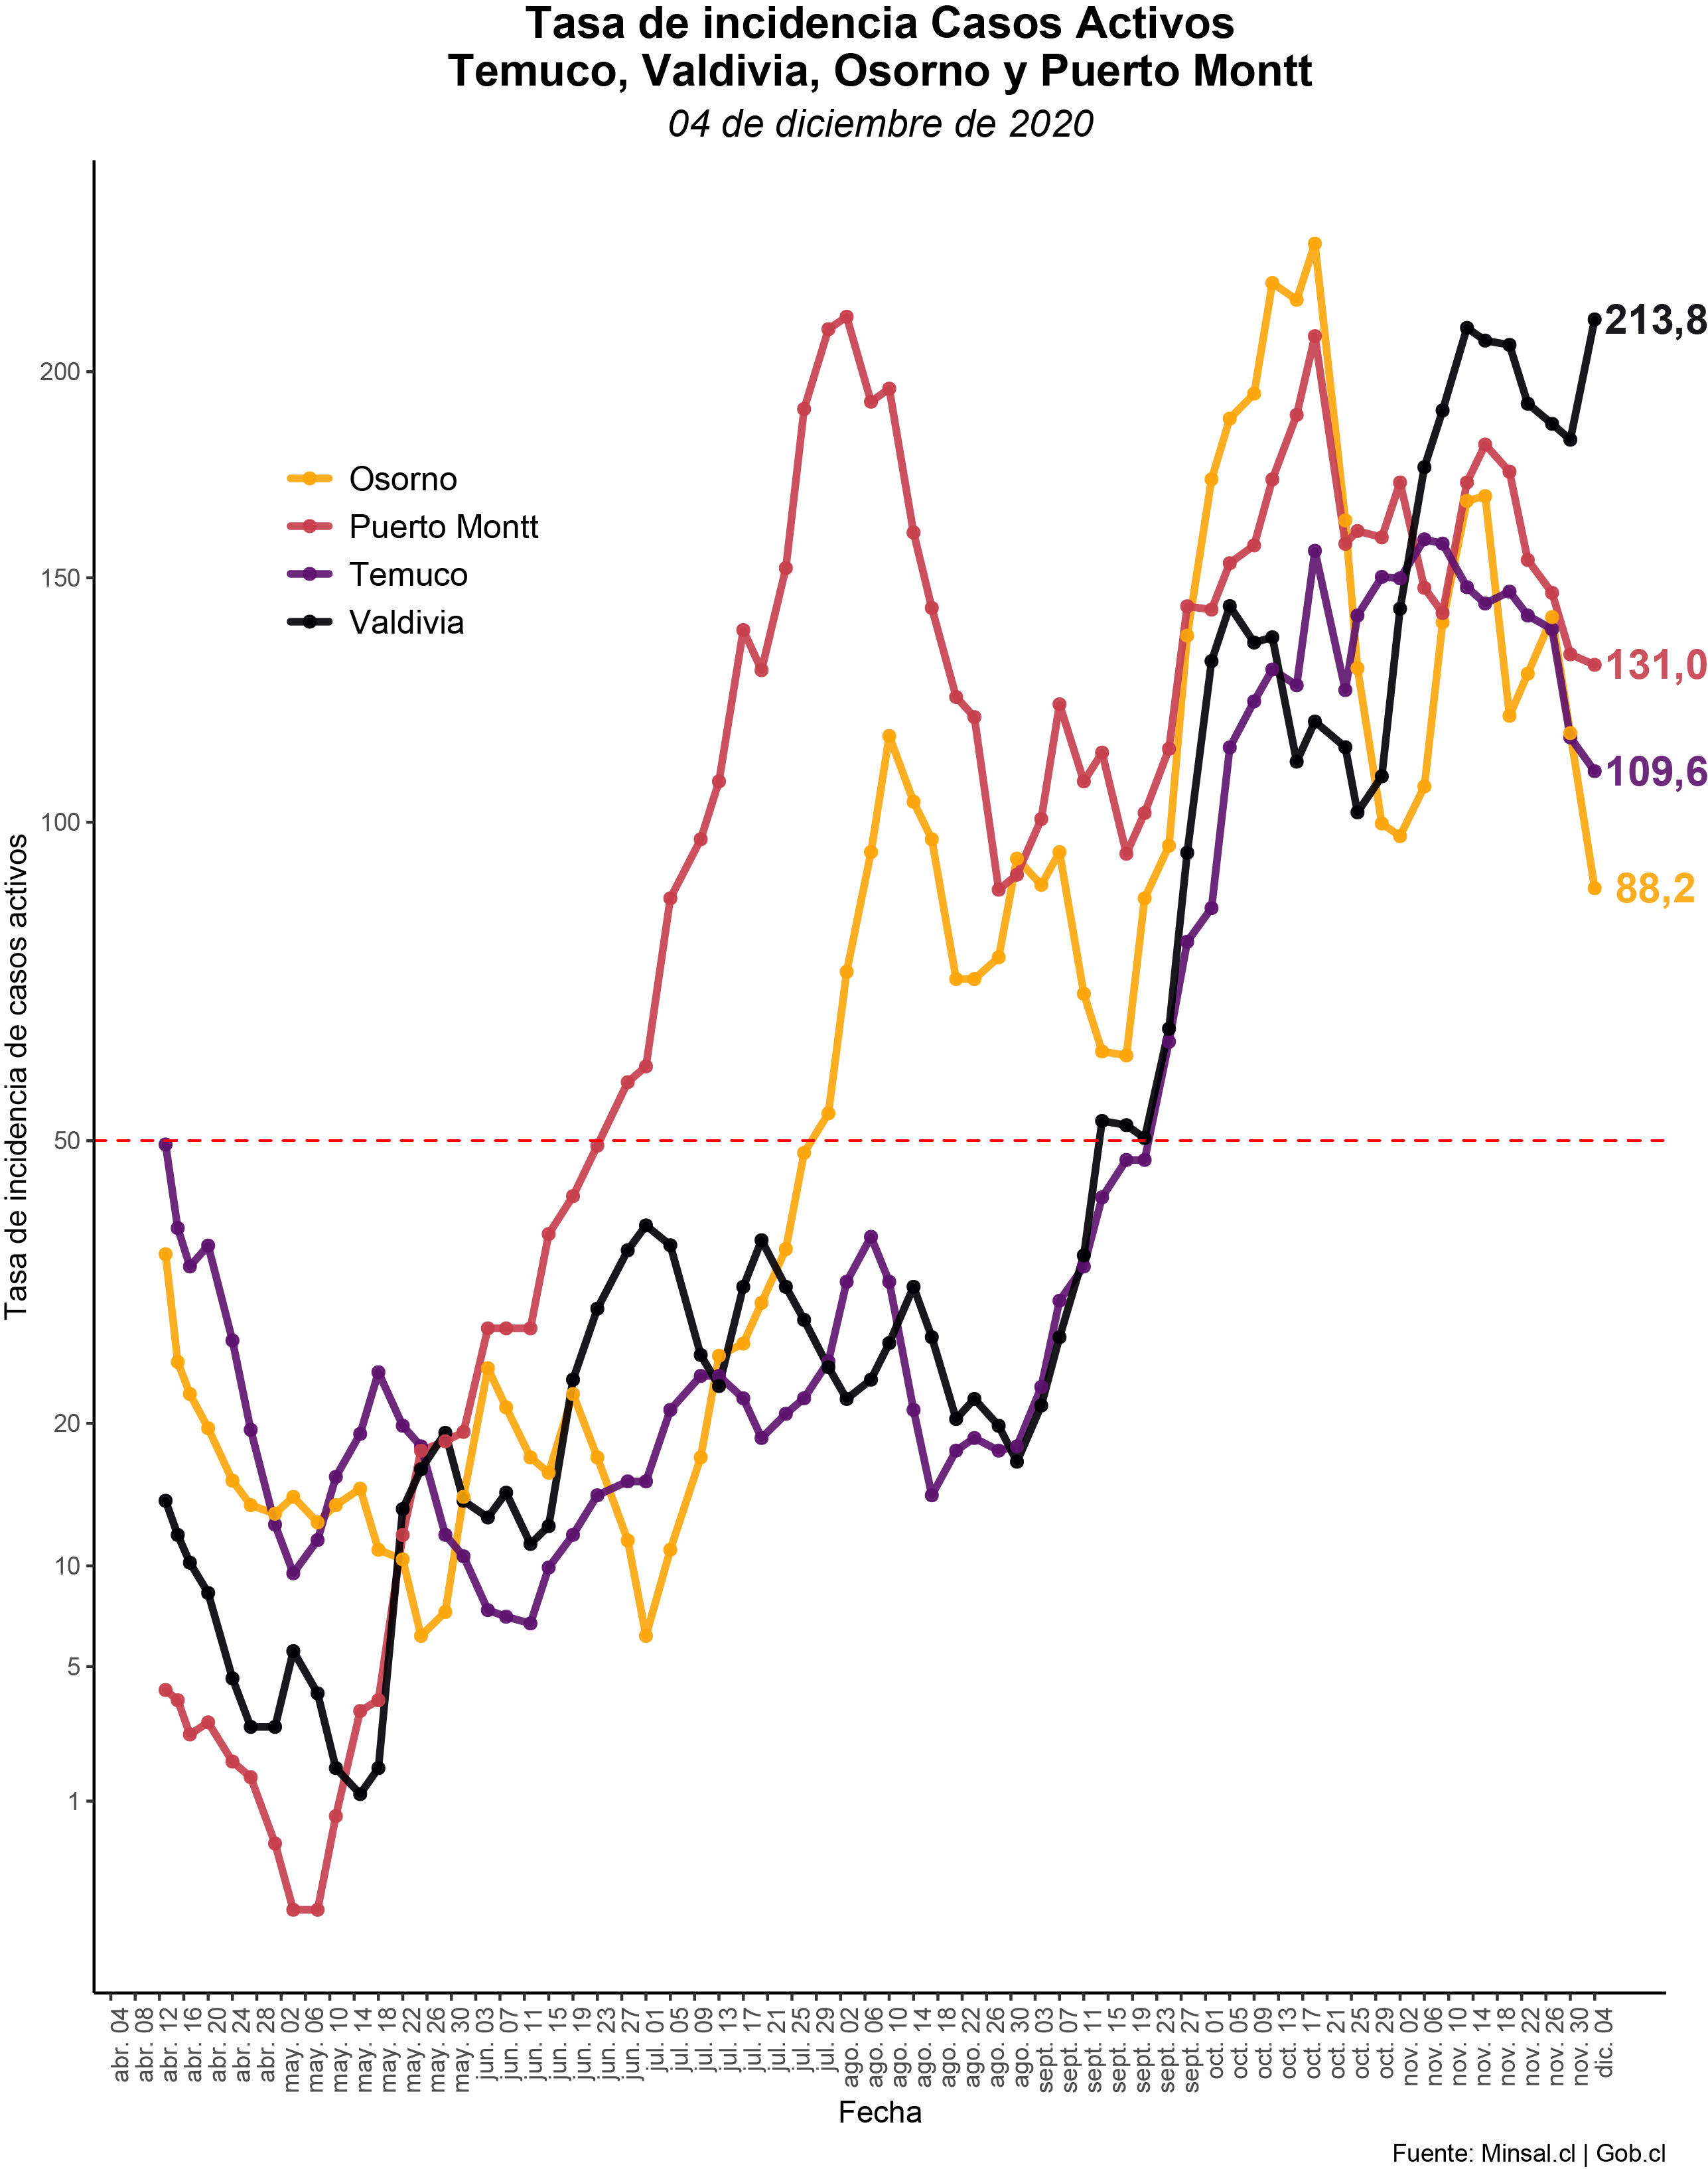 Tasa de incidencia Casos Activos
Temuco, Valdivia, Osorno y Puerto Montt
04 de diciembre de 2020
Tasa de incidencia de casos activos
200
150
100
50
20
10
5
1
Osorno
Puerto Montt
Temuco
Valdivia
213,8
131,0
109,6
88,2
abr. 04
abr. 08
abr. 12
abr. 16
abr. 20
abr. 24
abr. 28
may. 02
may. 06
may. 10
may. 14
may. 18
may. 22
may. 26
may. 30
jun. 03
jun. 07
jun. 11
jun. 15
jun. 19
jun. 23
jun. 27
jul. 01
jul. 05
jul. 09
jul. 13
jul. 17
jul. 21
jul. 25
jul. 29
ago. 02
ago. 06
ago. 10
ago. 14
ago. 18
ago. 22
ago. 26
ago. 30
sept. 03
sept. 07
sept. 11
sept. 15
sept. 19
sept. 23
sept. 27
oct. 01
oct. 05
oct. 09
oct. 13
oct. 17
oct. 21
oct. 25
oct. 29
nov. 02
nov. 06
nov. 10
nov. 14
nov. 18
nov. 22
nov. 26
nov. 30
dic. 04
Fecha
Fuente: Minsal.cl | Gob.cl